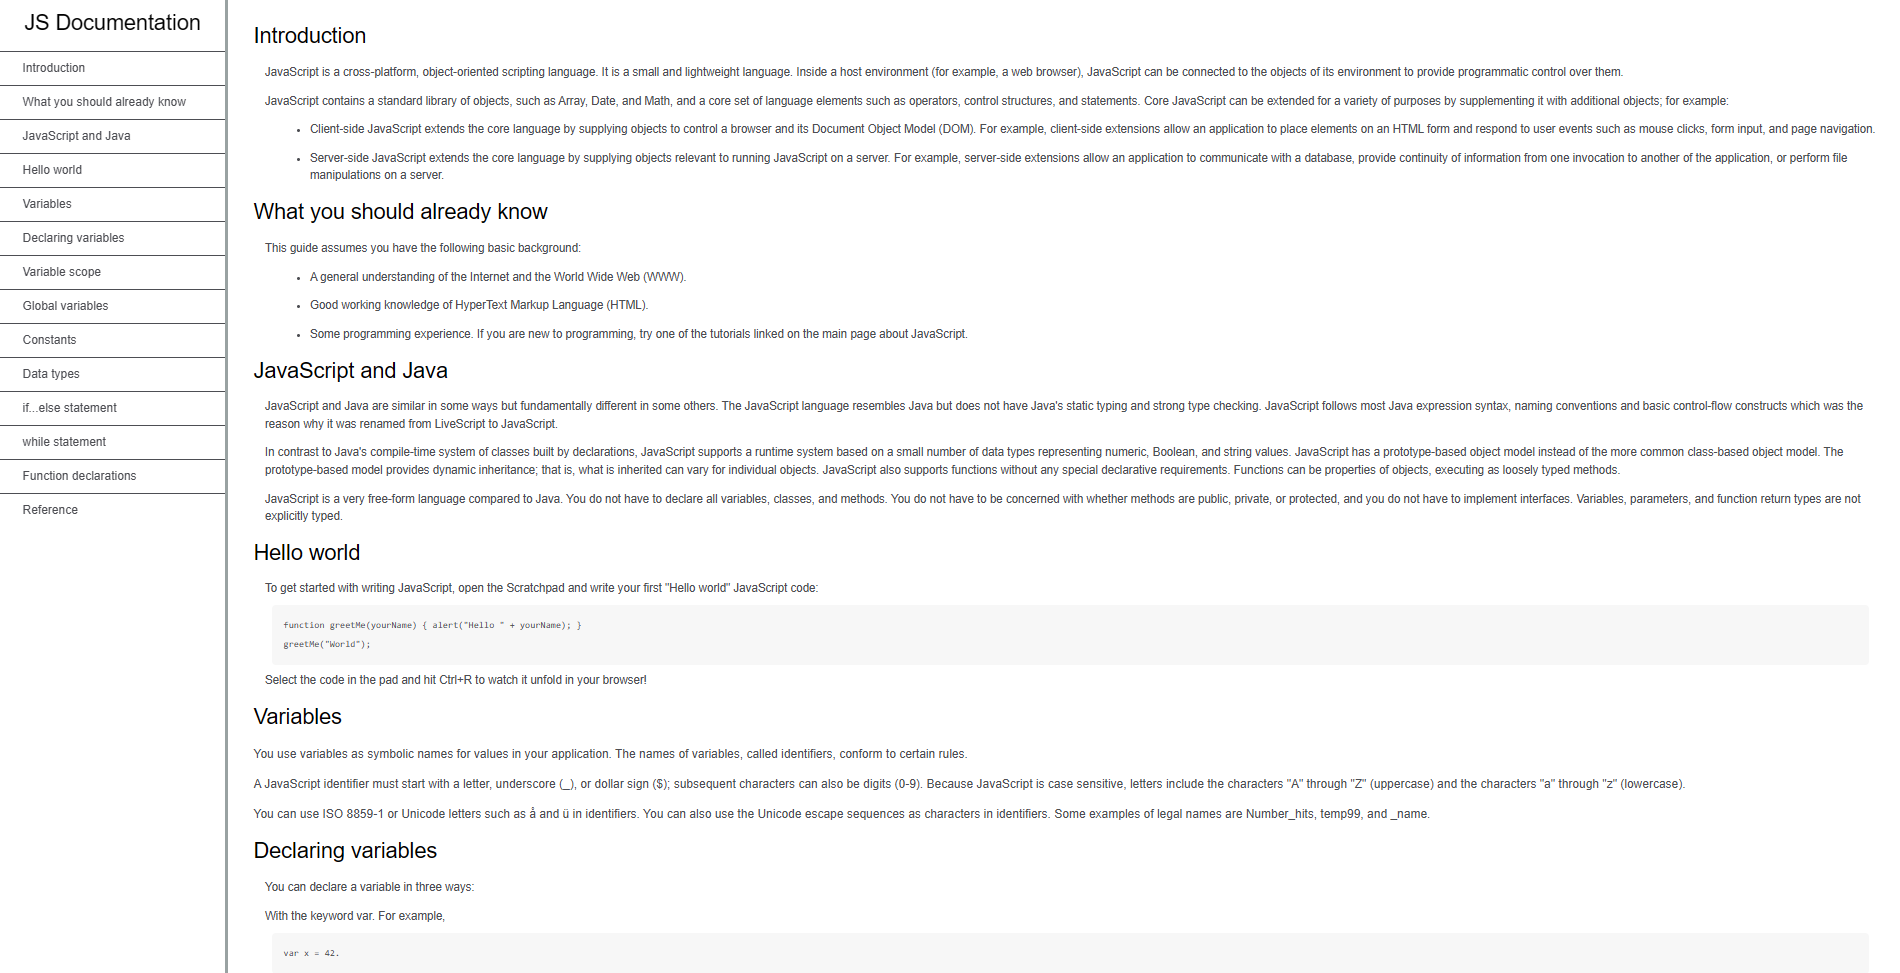 JS Documentation
Introduction
What you should already know
JavaScript and Java
Hello world
Variables
Declaring variables
Variable scope
Global variables
Constants
Data types
if...else statement
while statement
Function declarations
Reference
Introduction
JavaScript is a cross-platform, object-oriented scripting language. It is a small and lightweight language. Inside a host environment (for example, a web browser), JavaScript can be connected to the objects of its environment to provide programmatic control over them.
JavaScript contains a standard library of objects, such as Array, Date, and Math, and a core set of language elements such as operators, control structures, and statements. Core JavaScript can be extended for a variety of purposes by supplementing it with additional objects; for example:
• Client-side JavaScript extends the core language by supplying objects to control a browser and its Document Object Model (DOM). For example, client-side extensions allow an application to place elements on an HTML form and respond to user events such as mouse clicks, form input, and page navigation.
• Server-side JavaScript extends the core language by supplying objects relevant to running JavaScript on a server. For example, server-side extensions allow an application to communicate with a database, provide continuity of information from one invocation to another of the application, or perform file
manipulations on a server.
What you should already know
This guide assumes you have the following basic background:
• A general understanding of the Internet and the World Wide Web (WWW).
• Good working knowledge of HyperText Markup Language (HTML).
• Some programming experience. If you are new to programming, try one of the tutorials linked on the main page about JavaScript.
JavaScript and Java
JavaScript and Java are similar in some ways but fundamentally different in some others. The JavaScript language resembles Java but does not have Java's static typing and strong type checking. JavaScript follows most Java expression syntax, naming conventions and basic control-flow constructs which was the
reason why it was renamed from LiveScript to JavaScript.
In contrast to Java's compile-time system of classes built by declarations, JavaScript supports a runtime system based on a small number of data types representing numeric, Boolean, and string values. JavaScript has a prototype-based object model instead of the more common class-based object model. The
prototype-based model provides dynamic inheritance; that is, what is inherited can vary for individual objects. JavaScript also supports functions without any special declarative requirements. Functions can be properties of objects, executing as loosely typed methods.
JavaScript is a very free-form language compared to Java. You do not have to declare all variables, classes, and methods. You do not have to be concerned with whether methods are public, private, or protected, and you do not have to implement interfaces. Variables, parameters, and function return types are not
explicitly typed.
Hello world
To get started with writing JavaScript, open the Scratchpad and write your first "Hello world" JavaScript code:
function greetMe(yourName) { alert("Hello " + yourName); }
greetMe("World");
Select the code in the pad and hit Ctrl+R to watch it unfold in your browser!
Variables
You use variables as symbolic names for values in your application. The names of variables, called identifiers, conform to certain rules.
A JavaScript identifier must start with a letter, underscore (_), or dollar sign ($); subsequent characters can also be digits (0-9). Because JavaScript is case sensitive, letters include the characters "A" through "Z" (uppercase) and the characters "a" through "z" (lowercase).
You can use ISO 8859-1 or Unicode letters such as å and ü in identifiers. You can also use the Unicode escape sequences as characters in identifiers. Some examples of legal names are Number_hits, temp99, and _name.
Declaring variables
You can declare a variable in three ways:
With the keyword var. For example,
var x = 42.